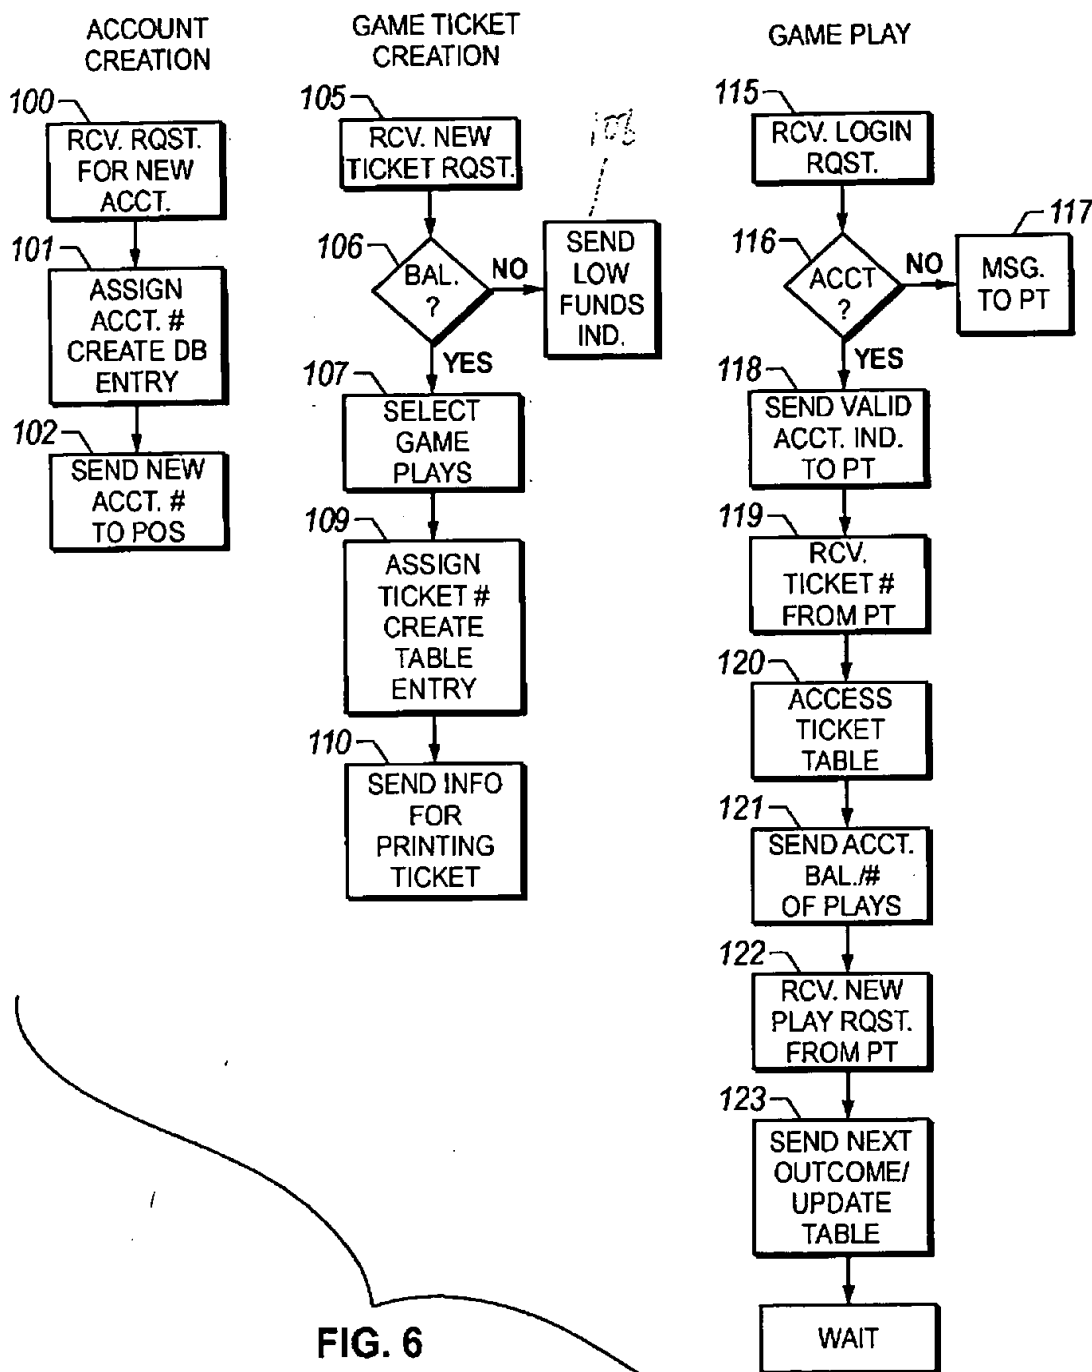 ACCOUNT
CREATION
100
RCV. RQST.
FOR NEW
ACCT.
101
ASSIGN
ACCT. #
CREATE DB
ENTRY
102
SEND NEW
ACCT. #
TO POS
GAME TICKET
CREATION
105
RCV. NEW
TICKET RQST.
106
BAL.
?
NO
108
SEND
LOW
FUNDS
IND.
YES
107
SELECT
GAME
PLAYS
109
ASSIGN
TICKET #
CREATE
TABLE
ENTRY
110
SEND INFO
FOR
PRINTING
TICKET
GAME PLAY
115
RCV. LOGIN
RQST.
116
ACCT
?
NO
117
MSG.
TO PT
YES
118
SEND VALID
ACCT. IND.
TO PT
119
RCV.
TICKET #
FROM PT
120
ACCESS
TICKET
TABLE
121
SEND ACCT.
BAL./#
OF PLAYS
122
RCV. NEW
PLAY RQST.
FROM PT
123
SEND NEXT
OUTCOME/
UPDATE
TABLE
WAIT
FIG. 6